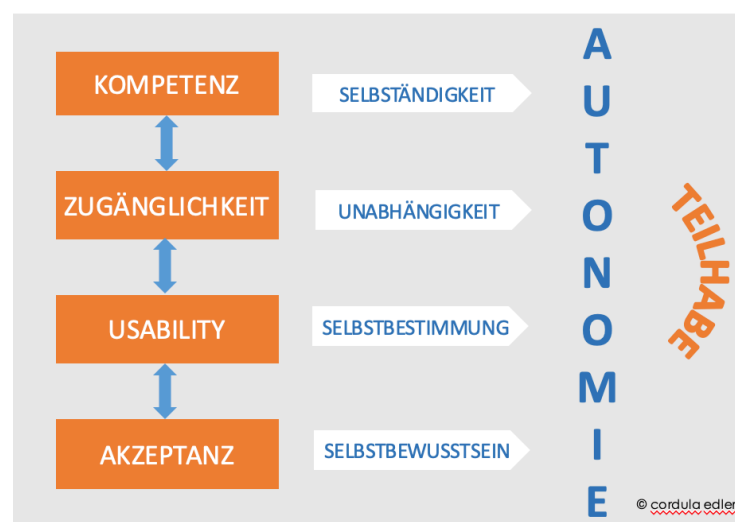 KOMPETENZ
SELBSTÄNDIGKEIT
ZUGÄNGLICHKEIT
UNABHÄNGIGKEIT
USABILITY
SELBSTBESTIMMUNG
AKZEPTANZ
SELBSTBEWUSSTSEIN
AUTONOMIE
TEILHABE
© cordula edler